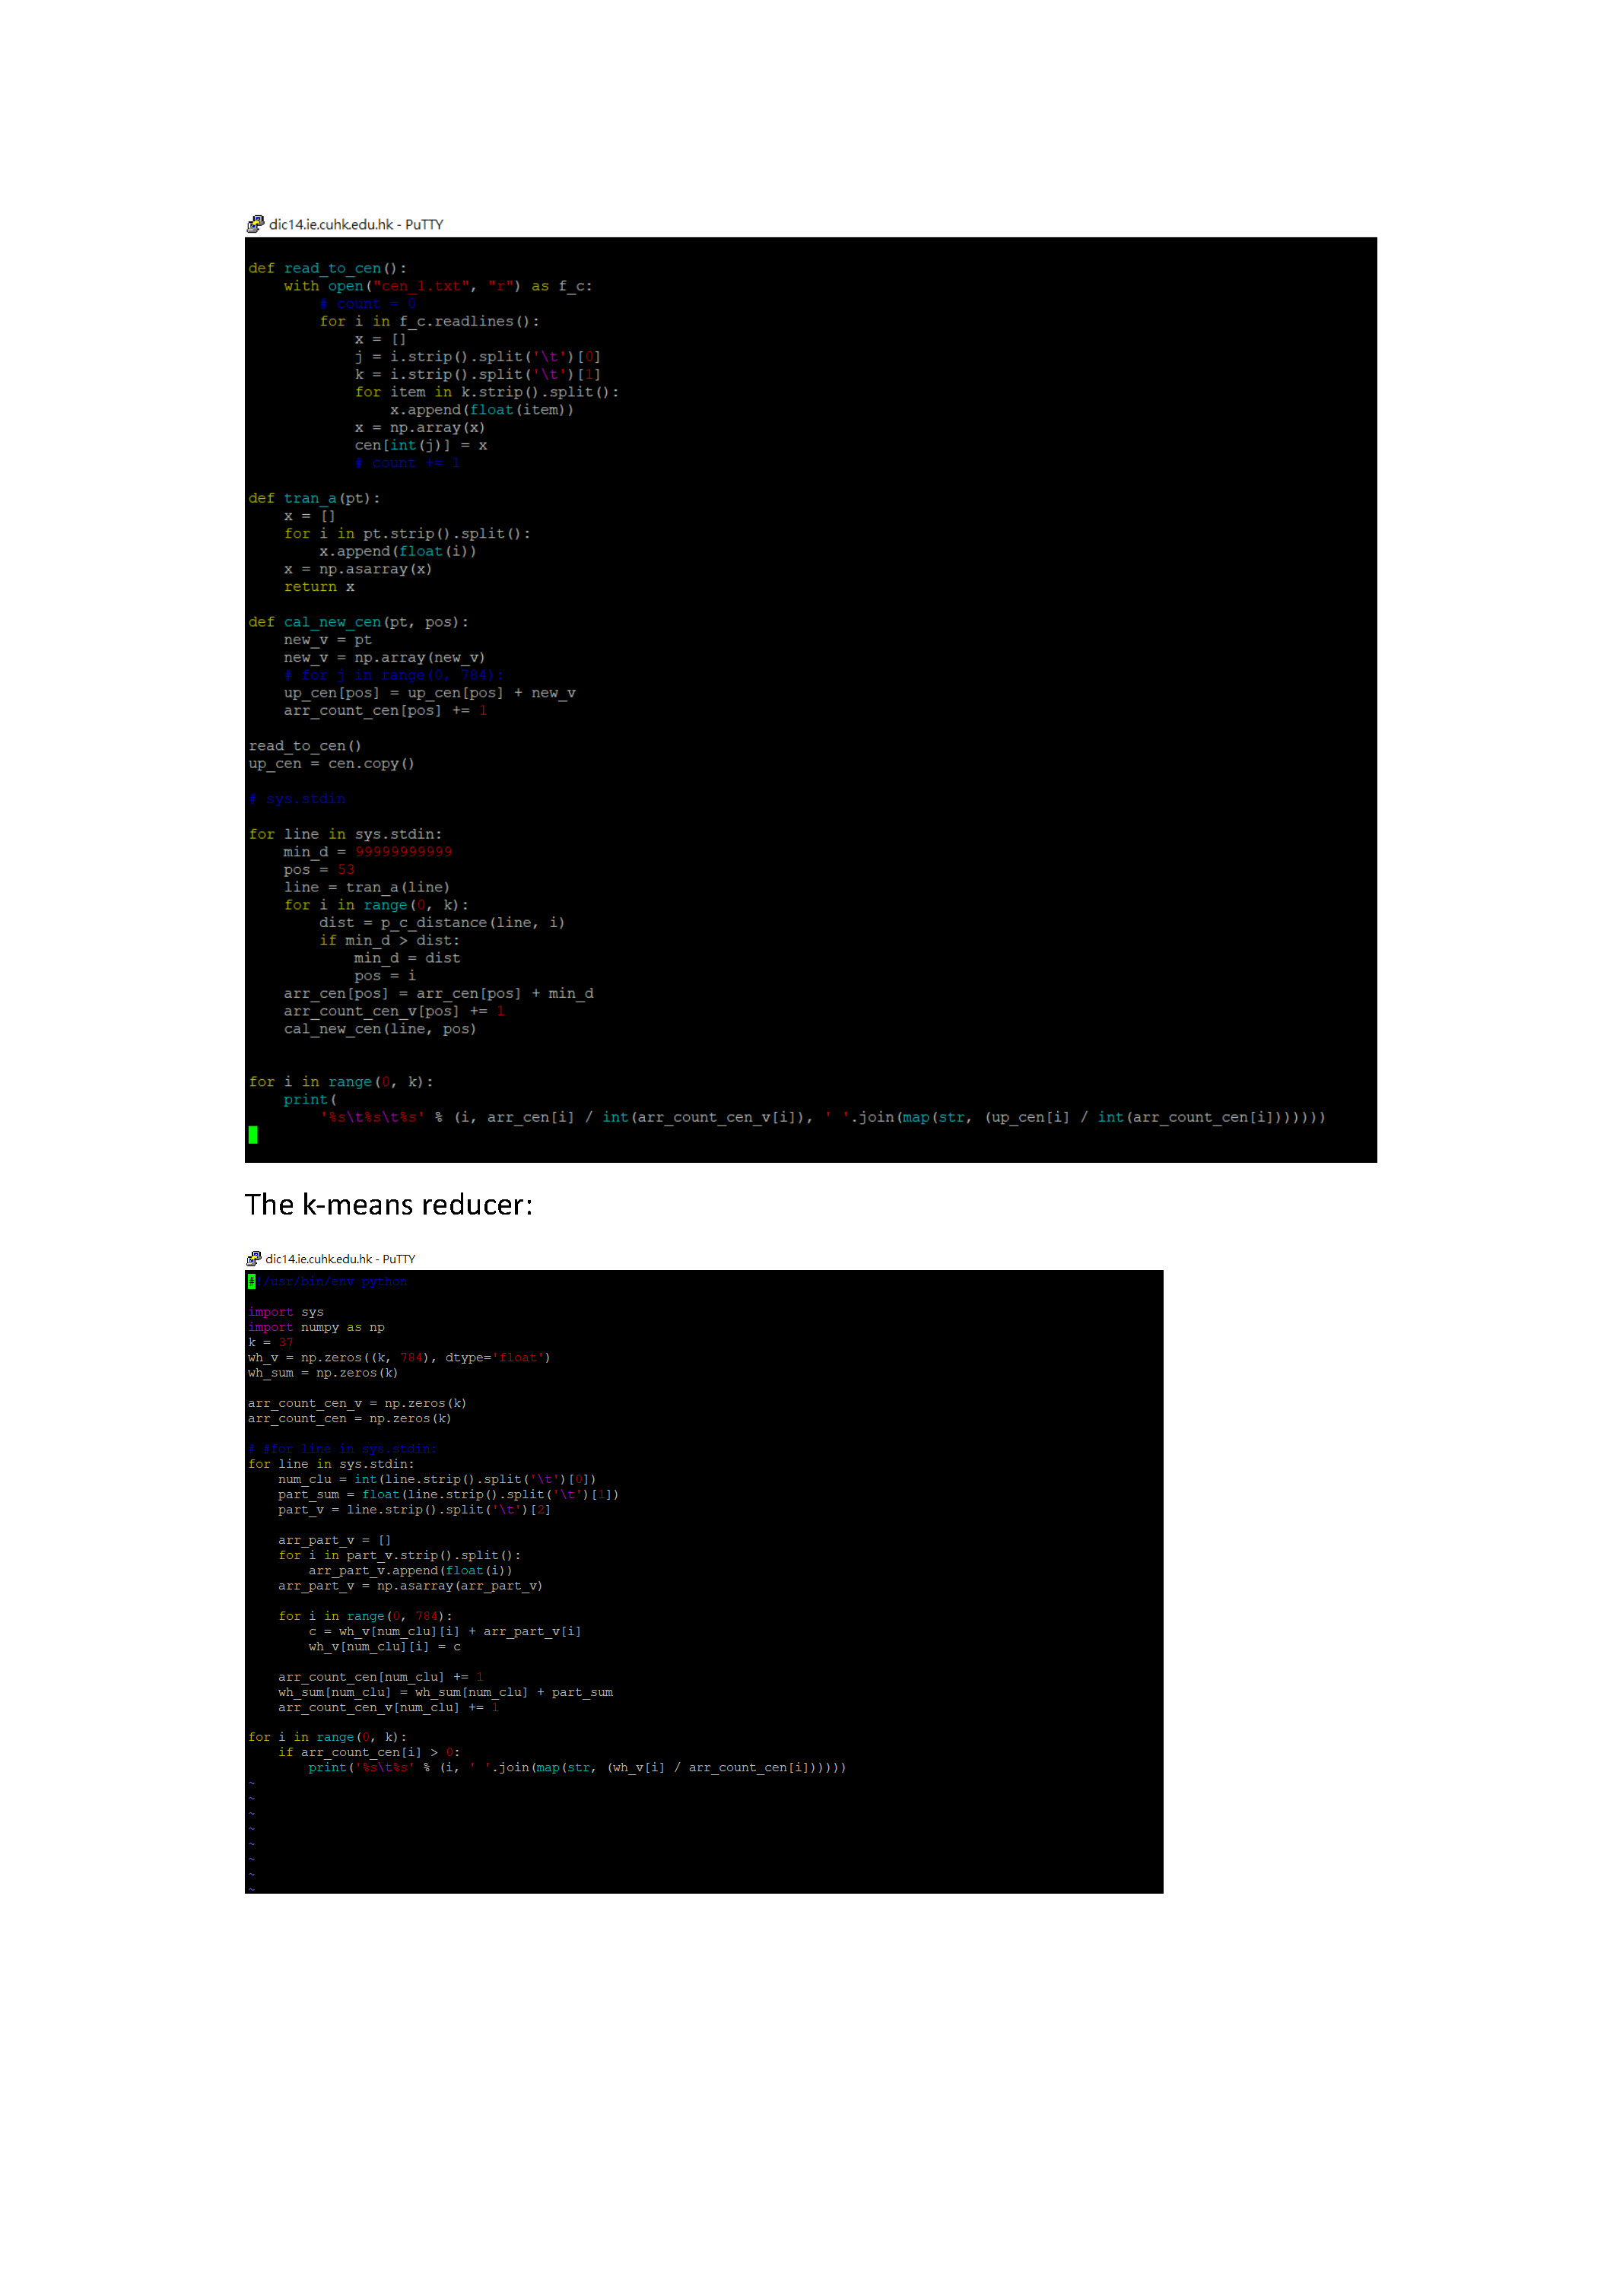 dic14.ie.cuhk.edu.hk - PuTTY
def read_to_cen():
    with open("cen_1.txt", "r") as f_c:
        # count = 0
        for i in f_c.readlines():
            x = []
            j = i.strip().split('\t')[0]
            k = i.strip().split('\t')[1]
            for item in k.strip().split():
                x.append(float(item))
            x = np.array(x)
            cen[int(j)] = x
            # count += 1
def tran_a(pt):
    x = []
    for i in pt.strip().split():
        x.append(float(i))
    x = np.asarray(x)
    return x
def cal_new_cen(pt, pos):
    new_v = pt
    new_v = np.array(new_v)
    # for j in range(0, 784):
    up_cen[pos] = up_cen[pos] + new_v
    arr_count_cen[pos] += 1
read_to_cen()
up_cen = cen.copy()
# sys.stdin
for line in sys.stdin:
    min_d = 99999999999
    pos = 53
    line = tran_a(line)
    for i in range(0, k):
        dist = p_c_distance(line, i)
        if min_d > dist:
            min_d = dist
            pos = i
    arr_cen[pos] = arr_cen[pos] + min_d
    arr_count_cen_v[pos] += 1
    cal_new_cen(line, pos)
for i in range(0, k):
    print(
        '%s\t%s\t%s' % (i, arr_cen[i] / int(arr_count_cen_v[i]), ' '.join(map(str, (up_cen[i] / int(arr_count_cen[i]))))))
The k-means reducer:
dic14.ie.cuhk.edu.hk - PuTTY
#!/usr/bin/env python
import sys
import numpy as np
k = 37
wh_v = np.zeros((k, 784), dtype='float')
wh_sum = np.zeros(k)
arr_count_cen_v = np.zeros(k)
arr_count_cen = np.zeros(k)
# #for line in sys.stdin:
for line in sys.stdin:
    num_clu = int(line.strip().split('\t')[0])
    part_sum = float(line.strip().split('\t')[1])
    part_v = line.strip().split('\t')[2]
    arr_part_v = []
    for i in part_v.strip().split():
        arr_part_v.append(float(i))
    arr_part_v = np.asarray(arr_part_v)
    for i in range(0, 784):
        c = wh_v[num_clu][i] + arr_part_v[i]
        wh_v[num_clu][i] = c
    arr_count_cen[num_clu] += 1
    wh_sum[num_clu] = wh_sum[num_clu] + part_sum
    arr_count_cen_v[num_clu] += 1
for i in range(0, k):
    if arr_count_cen[i] > 0:
        print('%s\t%s' % (i, ' '.join(map(str, (wh_v[i] / arr_count_cen[i])))))
~
~
~
~
~
~
~
~